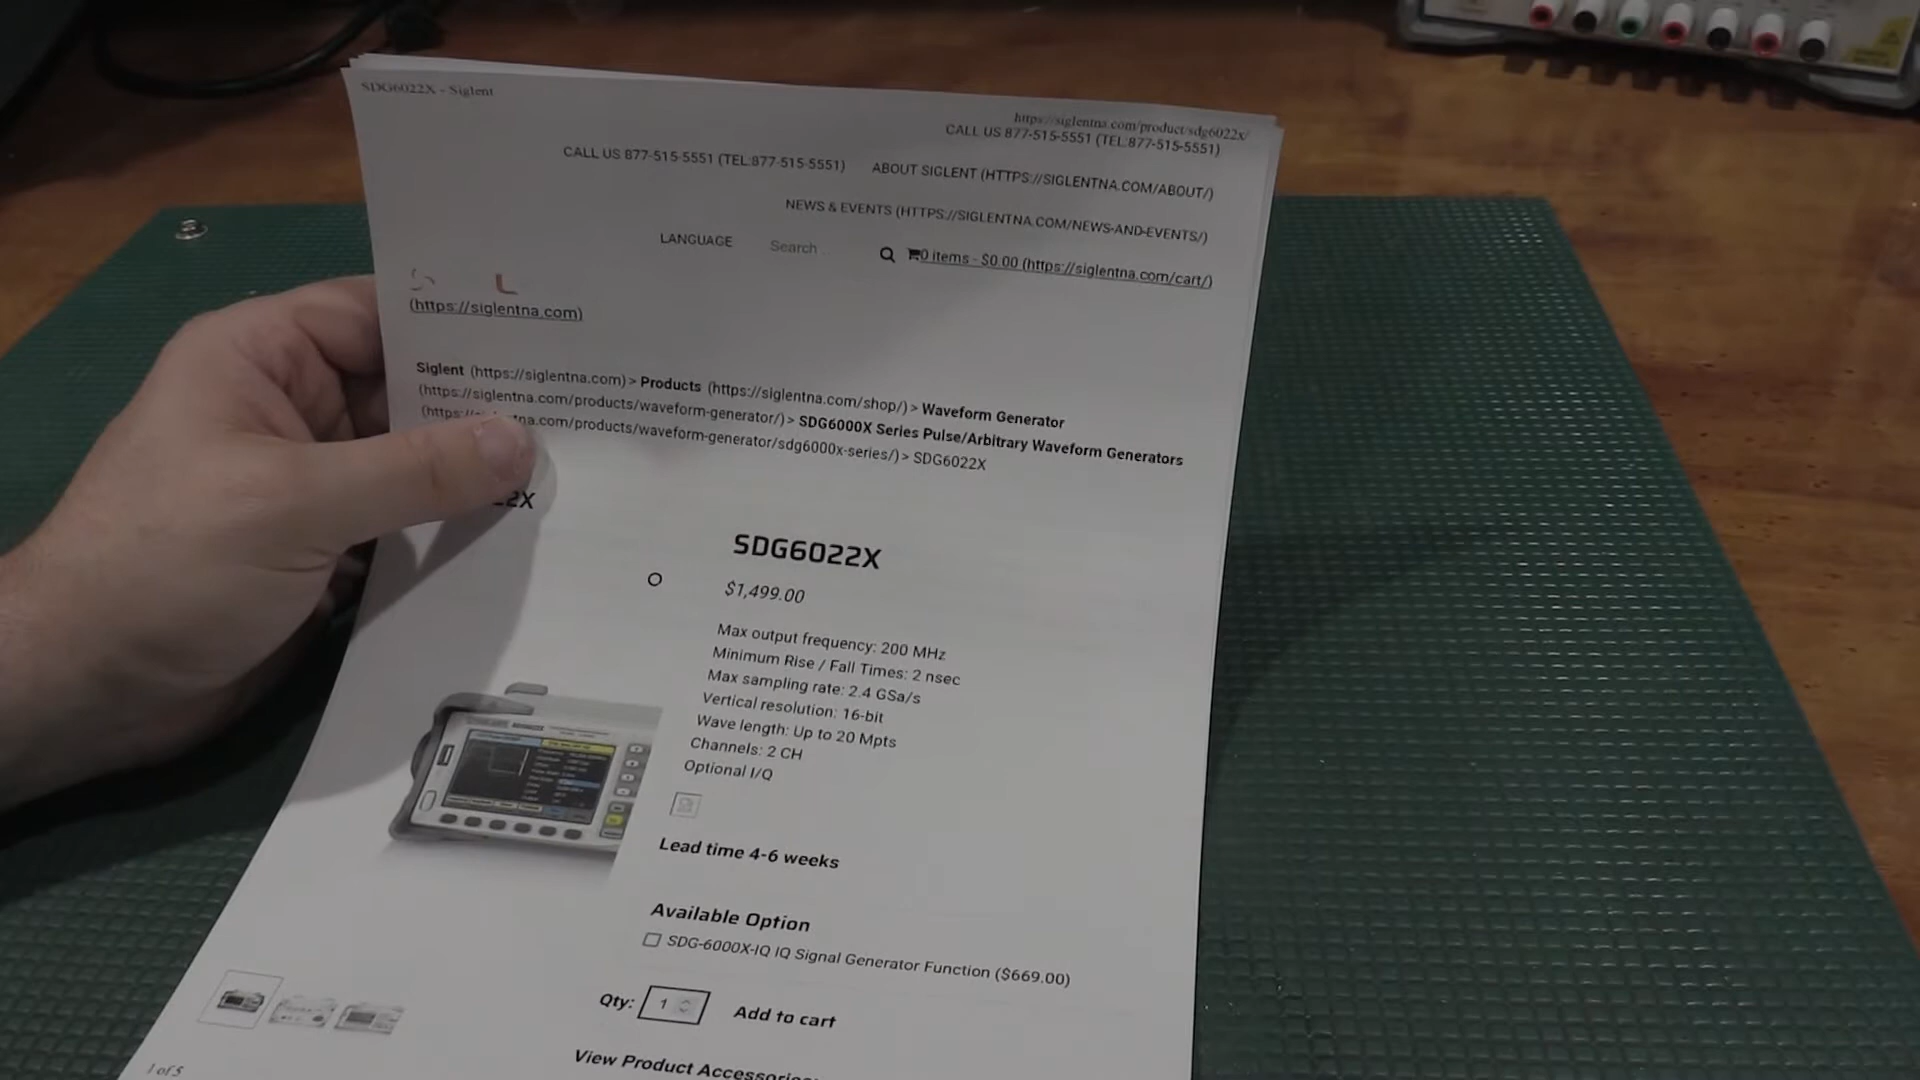 SDG6022X - Siglent
https://siglentna.com/product/sdg6022x/
CALL US 877-515-5551 (TEL:877-515-5551)
CALL US 877-515-5551 (TEL:877-515-5551) ABOUT SIGLENT (HTTPS://SIGLENTNA.COM/ABOUT/)
NEWS & EVENTS (HTTPS://SIGLENTNA.COM/NEWS-AND-EVENTS/)
LANGUAGE Search 0 items - $0.00 (https://siglentna.com/cart/)
(https://siglentna.com)
Siglent (https://siglentna.com) > Products (https://siglentna.com/shop/) > Waveform Generator
(https://siglentna.com/products/waveform-generator/) > SDG6000X Series Pulse/Arbitrary Waveform Generators
na.com/products/waveform-generator/sdg6000x-series/) > SDG6022X
22X
SDG6022X
$1,499.00
Max output frequency: 200 MHz
Minimum Rise / Fall Times: 2 nsec
Max sampling rate: 2.4 GSa/s
Vertical resolution: 16-bit
Wave length: Up to 20 Mpts
Channels: 2 CH
Optional I/Q
Lead time 4-6 weeks
Available Option
SDG-6000X-IQ IQ Signal Generator Function ($669.00)
Qty: 1 Add to cart
View Product Accessories
1 of 5